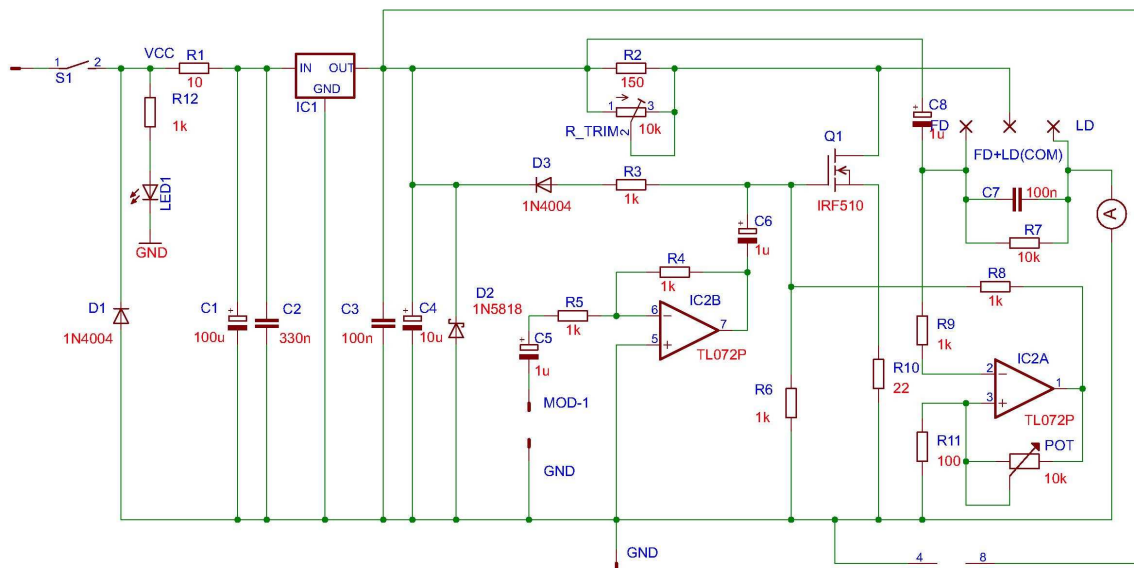 1 2
S1
VCC
R1
10
IN OUT
GND
IC1
R12
1k
LED1
GND
R2
150
1 3
R_TRIM 2
10k
C8
1u
FD
LD
FD+LD(COM)
C7
100n
A
R7
10k
Q1
IRF510
D3
1N4004
R3
1k
C6
1u
R4
1k
R8
1k
D1
1N4004
C1
100u
C2
330n
C3
100n
C4
10u
D2
1N5818
R5
1k
IC2B
6
7
5
TL072P
C5
1u
MOD-1
GND
R6
1k
R10
22
R9
1k
IC2A
2
1
3
TL072P
R11
100
POT
10k
GND
4 8